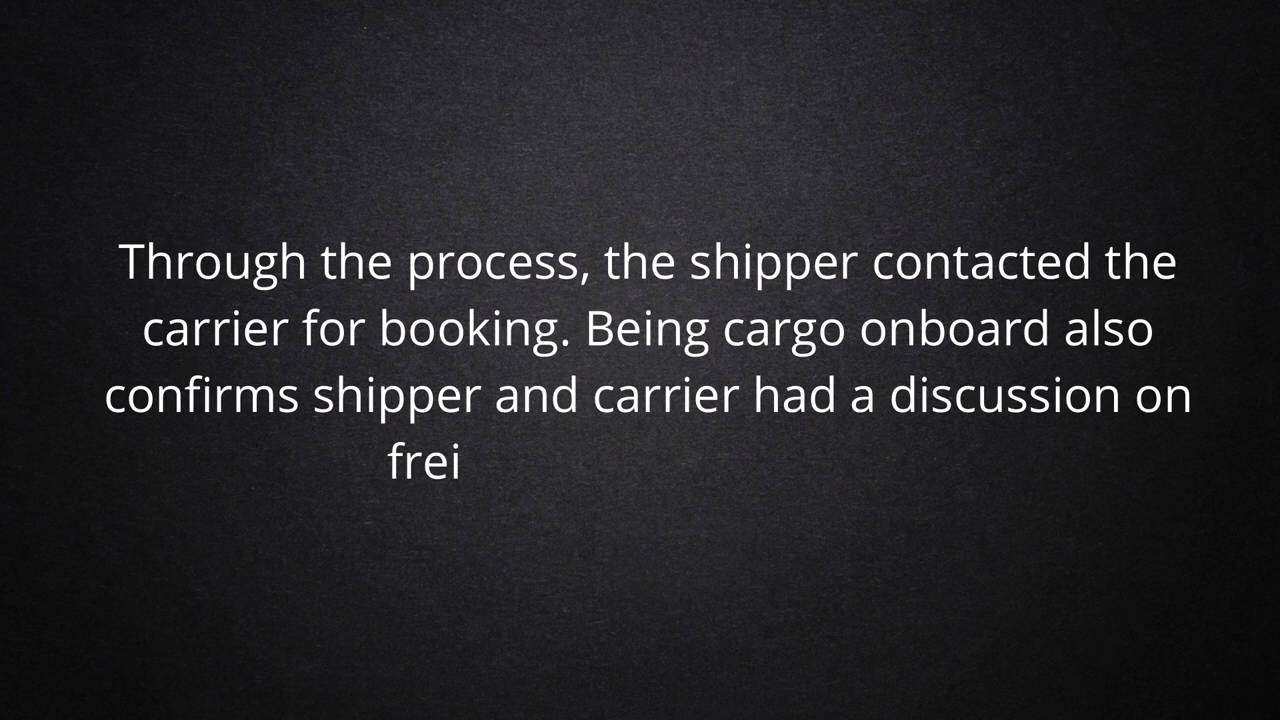 Through the process, the shipper contacted the
carrier for booking. Being cargo onboard also
confirms shipper and carrier had a discussion on
frei